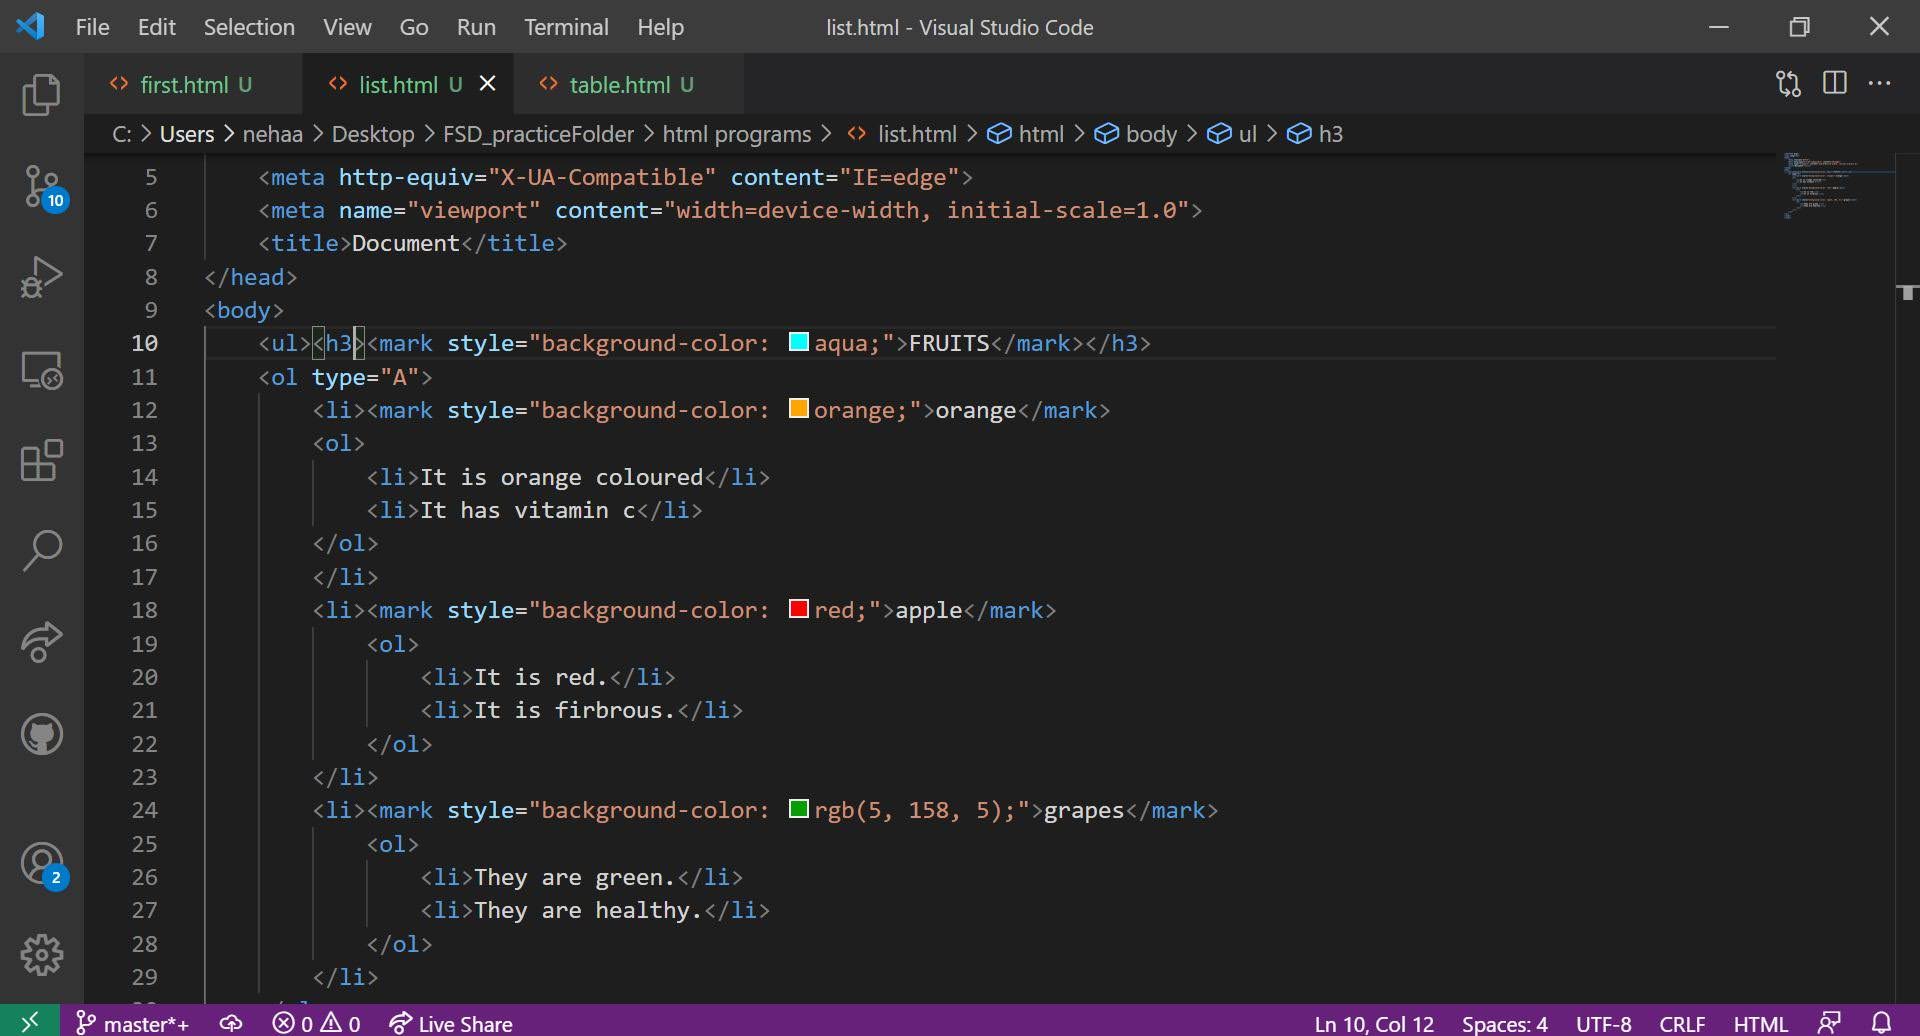 File Edit Selection View Go Run Terminal Help list.html - Visual Studio Code
first.html U list.html U table.html U
C: > Users > nehaa > Desktop > FSD_practiceFolder > html programs > list.html > html > body > ul > h3
5 <meta http-equiv="X-UA-Compatible" content="IE=edge">
6 <meta name="viewport" content="width=device-width, initial-scale=1.0">
7 <title>Document</title>
8 </head>
9 <body>
10 <ul><h3><mark style="background-color: aqua;">FRUITS</mark></h3>
11 <ol type="A">
12 <li><mark style="background-color: orange;">orange</mark>
13 <ol>
14 <li>It is orange coloured</li>
15 <li>It has vitamin c</li>
16 </ol>
17 </li>
18 <li><mark style="background-color: red;">apple</mark>
19 <ol>
20 <li>It is red.</li>
21 <li>It is firbrous.</li>
22 </ol>
23 </li>
24 <li><mark style="background-color: rgb(5, 158, 5);">grapes</mark>
25 <ol>
26 <li>They are green.</li>
27 <li>They are healthy.</li>
28 </ol>
29 </li>
10
2
master*+ 0 0 Live Share Ln 10, Col 12 Spaces: 4 UTF-8 CRLF HTML